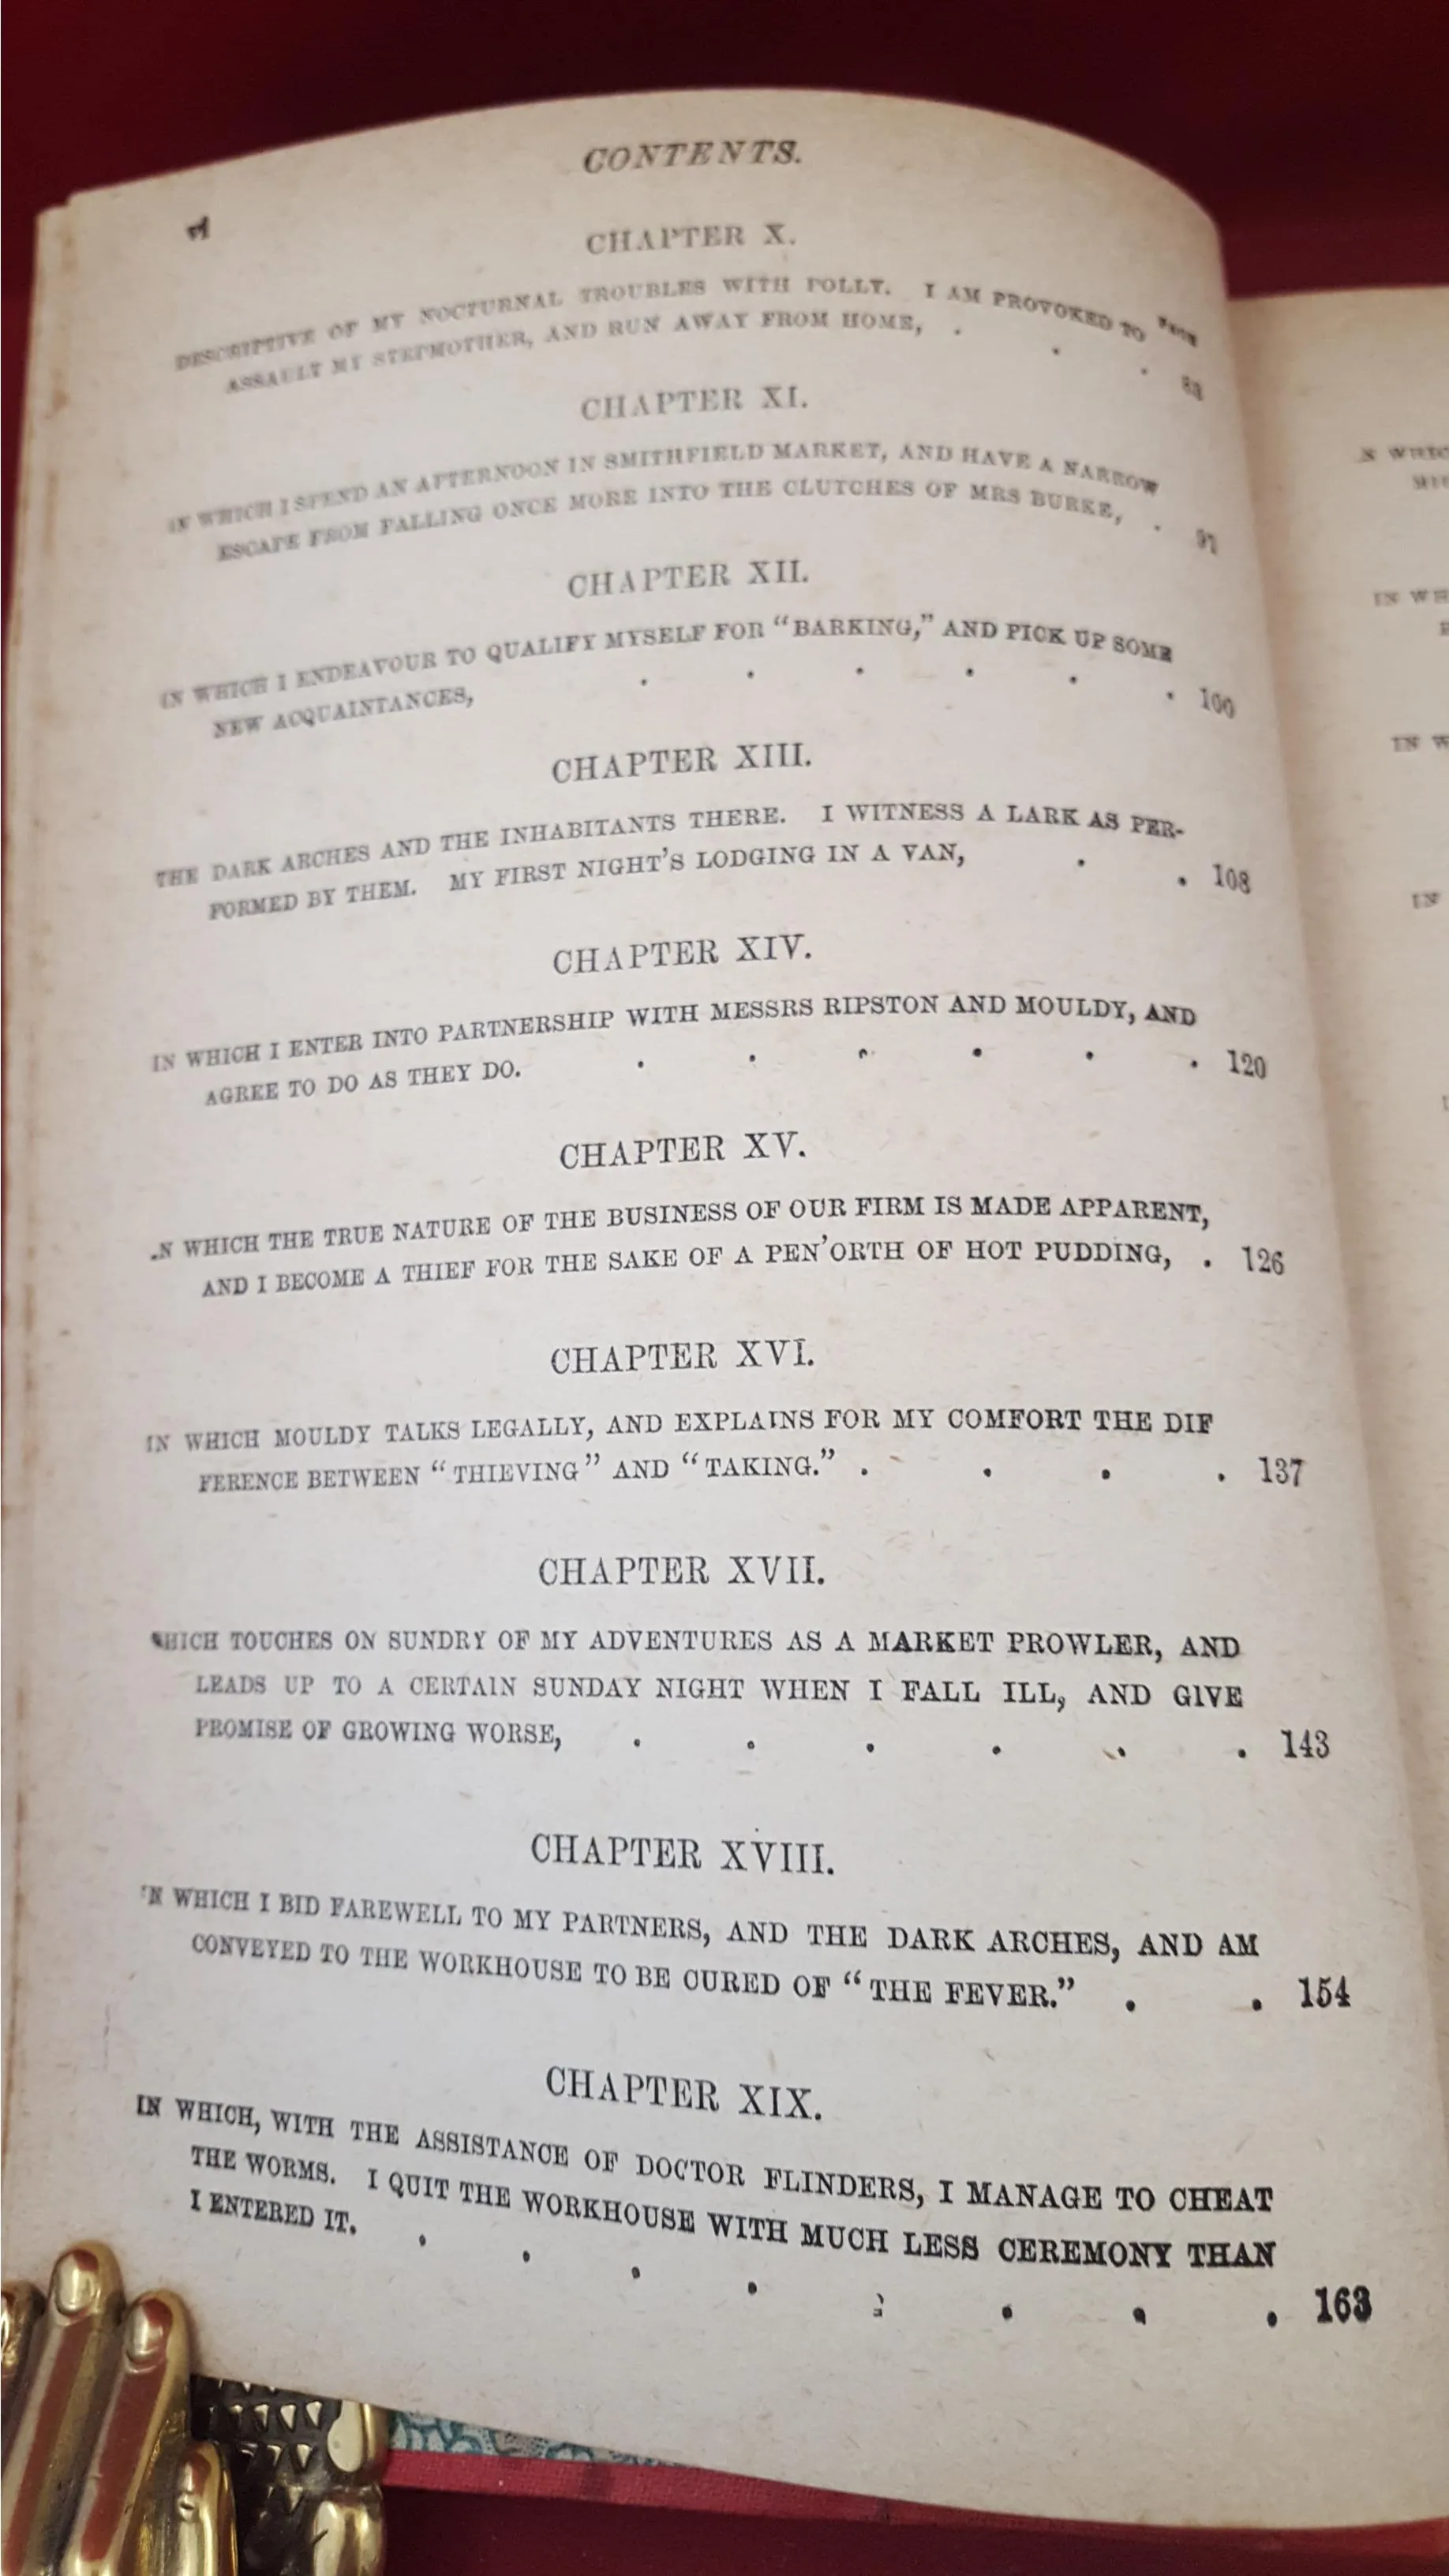 CONTENTS.
CHAPTER X.
PAGE
DESCRIPTIVE OF MY NOCTURNAL TROUBLES WITH POLLY. I AM PROVOKED TO
ASSAULT MY STEPMOTHER, AND RUN AWAY FROM HOME, . . .
CHAPTER XI.
IN WHICH I SPEND AN AFTERNOON IN SMITHFIELD MARKET, AND HAVE A NARROW
ESCAPE FROM FALLING ONCE MORE INTO THE CLUTCHES OF MRS BURKE, . 91
CHAPTER XII.
IN WHICH I ENDEAVOUR TO QUALIFY MYSELF FOR “BARKING,” AND PICK UP SOME
NEW ACQUAINTANCES, . . . . . . 100
CHAPTER XIII.
THE DARK ARCHES AND THE INHABITANTS THERE. I WITNESS A LARK AS PER-
FORMED BY THEM. MY FIRST NIGHT’S LODGING IN A VAN, . . 108
CHAPTER XIV.
IN WHICH I ENTER INTO PARTNERSHIP WITH MESSRS RIPSTON AND MOULDY, AND
AGREE TO DO AS THEY DO. . . . . . . 120
CHAPTER XV.
IN WHICH THE TRUE NATURE OF THE BUSINESS OF OUR FIRM IS MADE APPARENT,
AND I BECOME A THIEF FOR THE SAKE OF A PEN’ORTH OF HOT PUDDING, . 126
CHAPTER XVI.
IN WHICH MOULDY TALKS LEGALLY, AND EXPLAINS FOR MY COMFORT THE DIF
FERENCE BETWEEN “THIEVING” AND “TAKING.” . . . . 137
CHAPTER XVII.
WHICH TOUCHES ON SUNDRY OF MY ADVENTURES AS A MARKET PROWLER, AND
LEADS UP TO A CERTAIN SUNDAY NIGHT WHEN I FALL ILL, AND GIVE
PROMISE OF GROWING WORSE, . . . . . . 143
CHAPTER XVIII.
IN WHICH I BID FAREWELL TO MY PARTNERS, AND THE DARK ARCHES, AND AM
CONVEYED TO THE WORKHOUSE TO BE CURED OF “THE FEVER.” . . 154
CHAPTER XIX.
IN WHICH, WITH THE ASSISTANCE OF DOCTOR FLINDERS, I MANAGE TO CHEAT
THE WORMS. I QUIT THE WORKHOUSE WITH MUCH LESS CEREMONY THAN
I ENTERED IT. . . . . . . . . 163
IN W
IN WH
IN W
IN